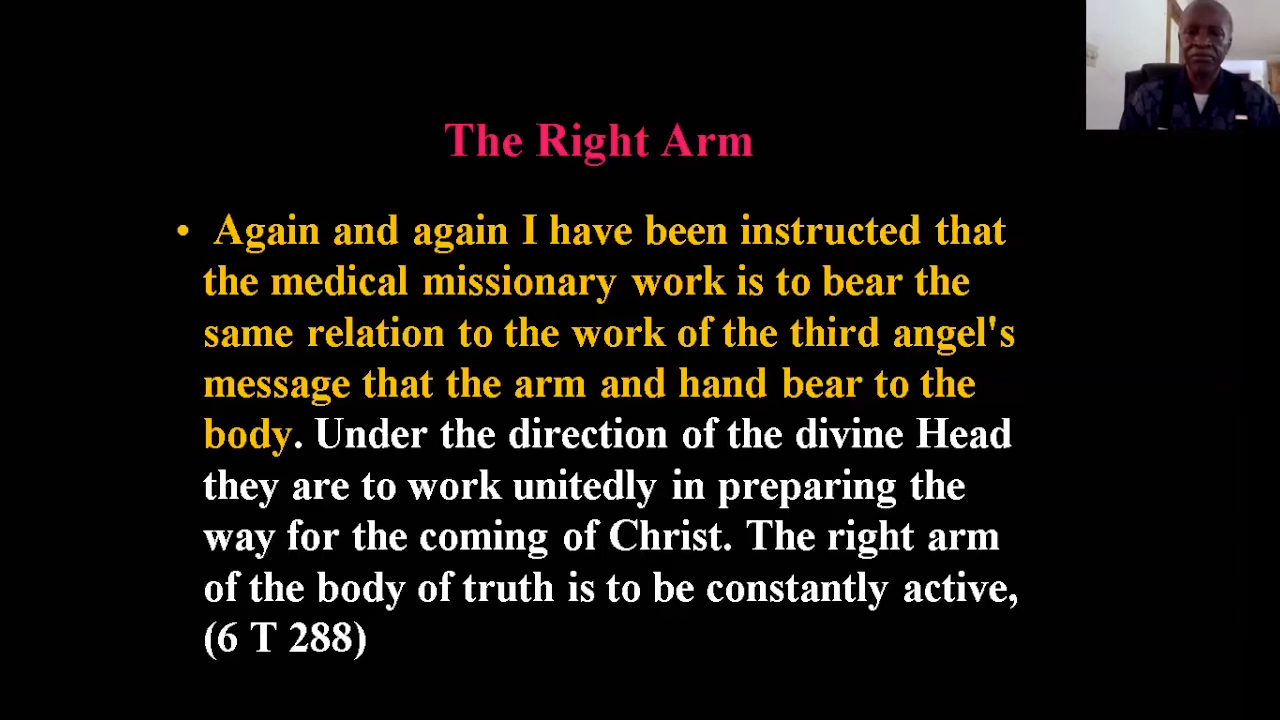 The Right Arm
• Again and again I have been instructed that
the medical missionary work is to bear the
same relation to the work of the third angel's
message that the arm and hand bear to the
body. Under the direction of the divine Head
they are to work unitedly in preparing the
way for the coming of Christ. The right arm
of the body of truth is to be constantly active,
(6 T 288)